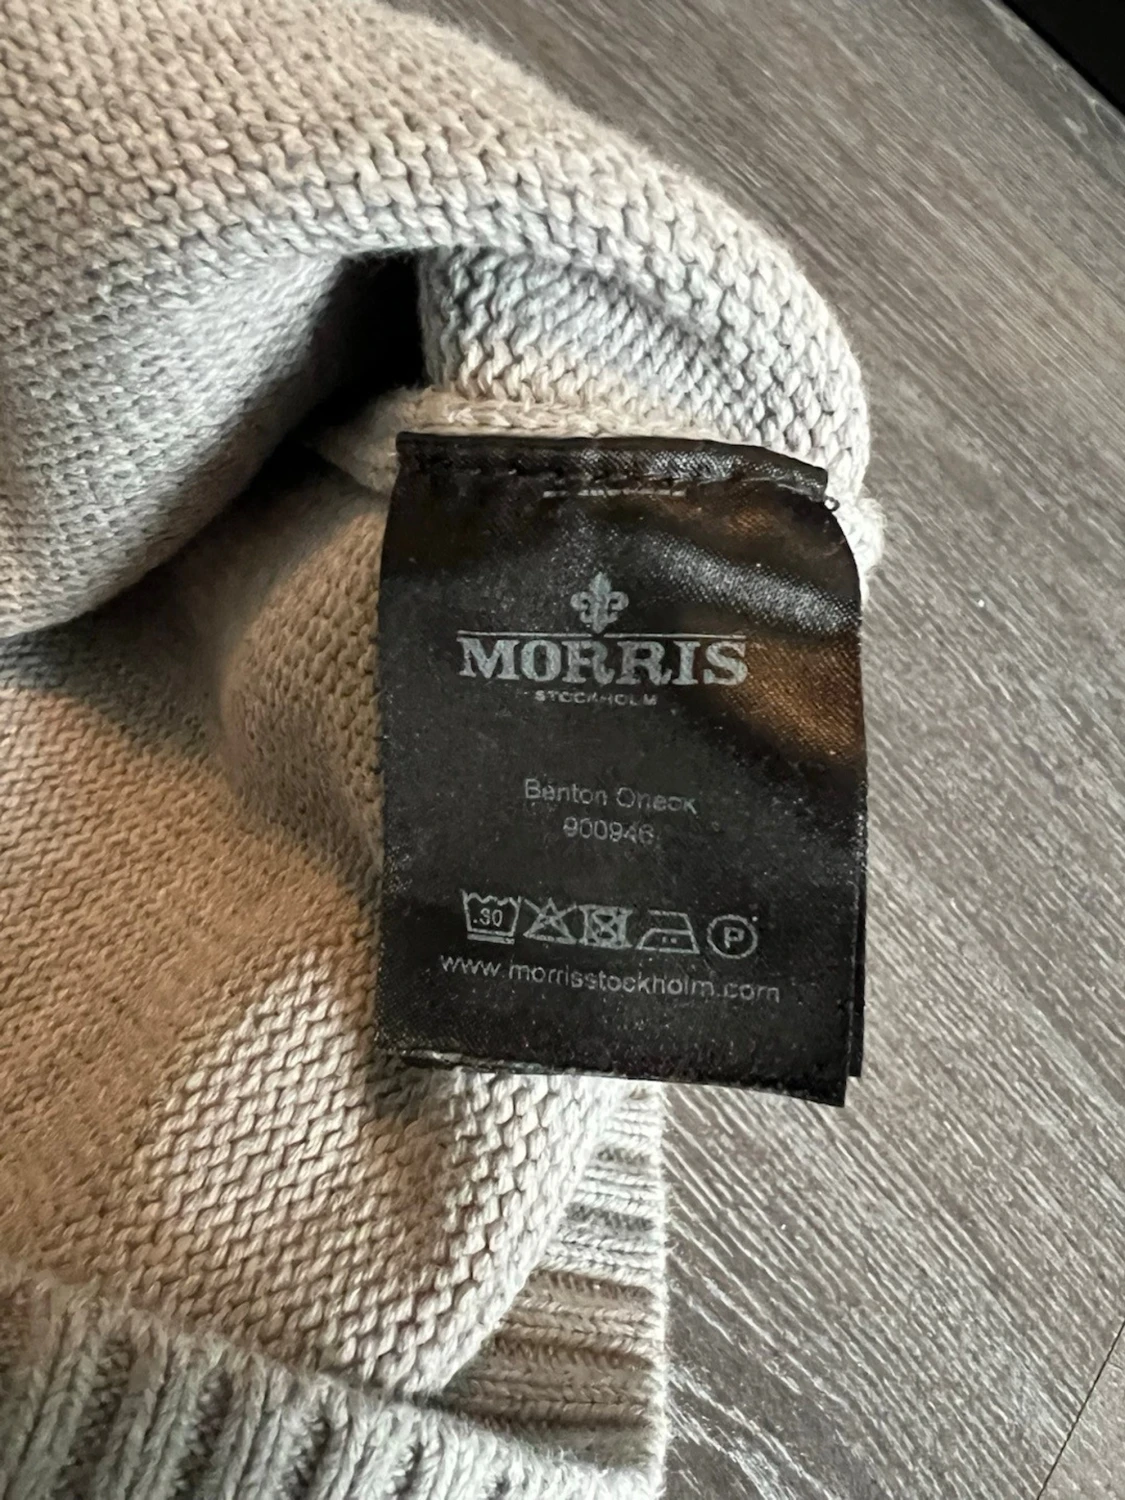 MORRIS
STOCKHOLM
Benton Oneck
900946
30
P
www.morrisstockholm.com